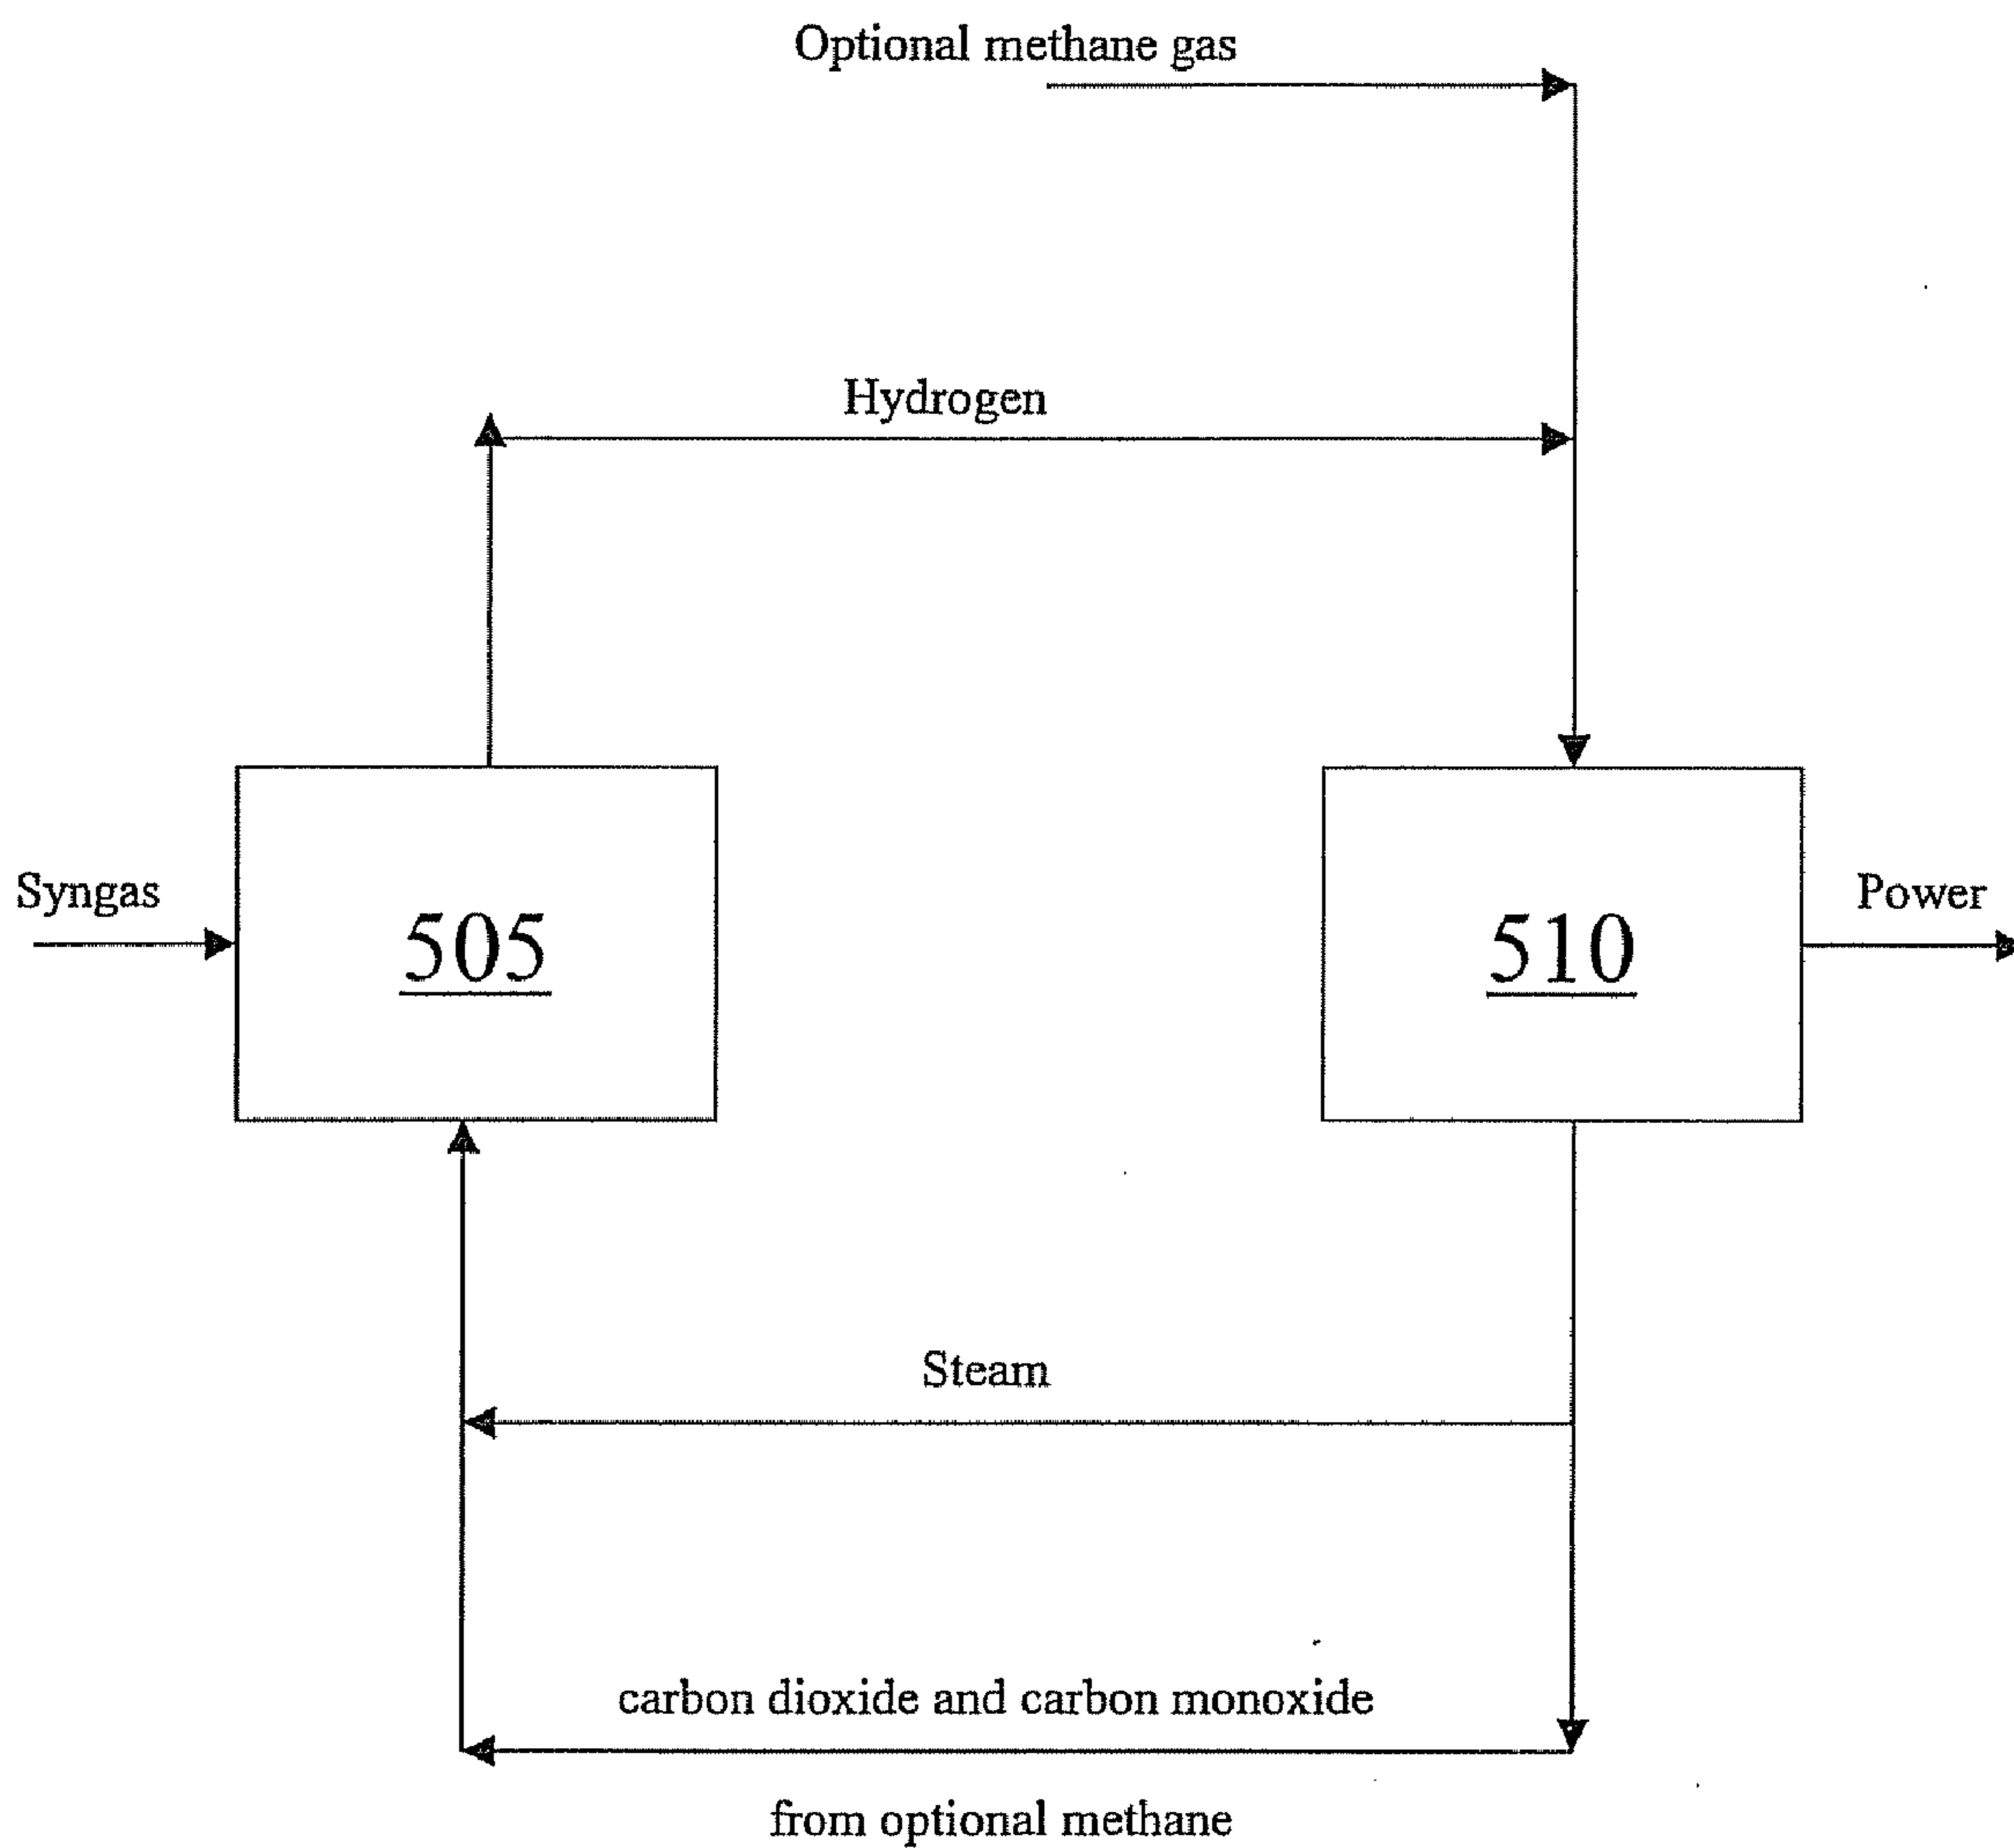 Optional methane gas
Hydrogen
Syngas
505
510
Power
Steam
carbon dioxide and carbon monoxide
from optional methane